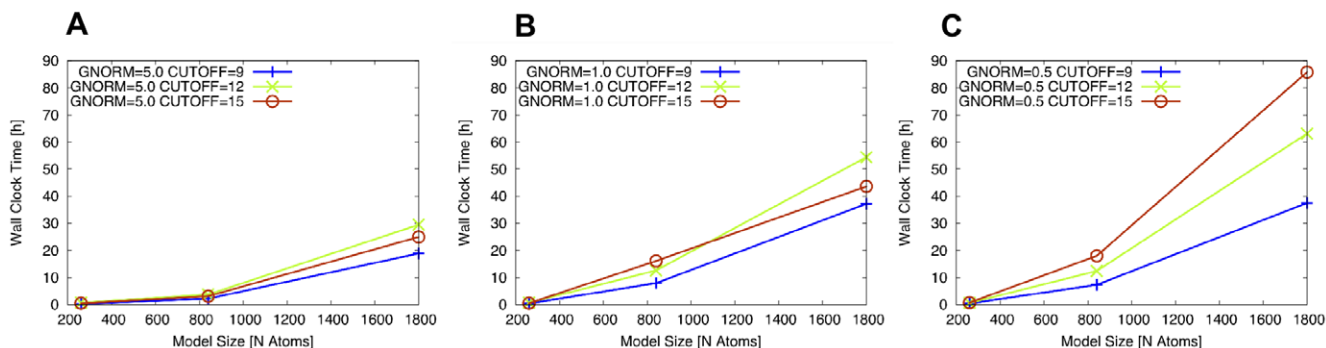 A
90
80
70
60
50
40
30
20
10
0
Wall Clock Time [h]
GNORM=5.0 CUTOFF=9
GNORM=5.0 CUTOFF=12
GNORM=5.0 CUTOFF=15
200 400 600 800 1000 1200 1400 1600 1800
Model Size [N Atoms]
B
90
80
70
60
50
40
30
20
10
0
Wall Clock Time [h]
GNORM=1.0 CUTOFF=9
GNORM=1.0 CUTOFF=12
GNORM=1.0 CUTOFF=15
200 400 600 800 1000 1200 1400 1600 1800
Model Size [N Atoms]
C
90
80
70
60
50
40
30
20
10
0
Wall Clock Time [h]
GNORM=0.5 CUTOFF=9
GNORM=0.5 CUTOFF=12
GNORM=0.5 CUTOFF=15
200 400 600 800 1000 1200 1400 1600 1800
Model Size [N Atoms]